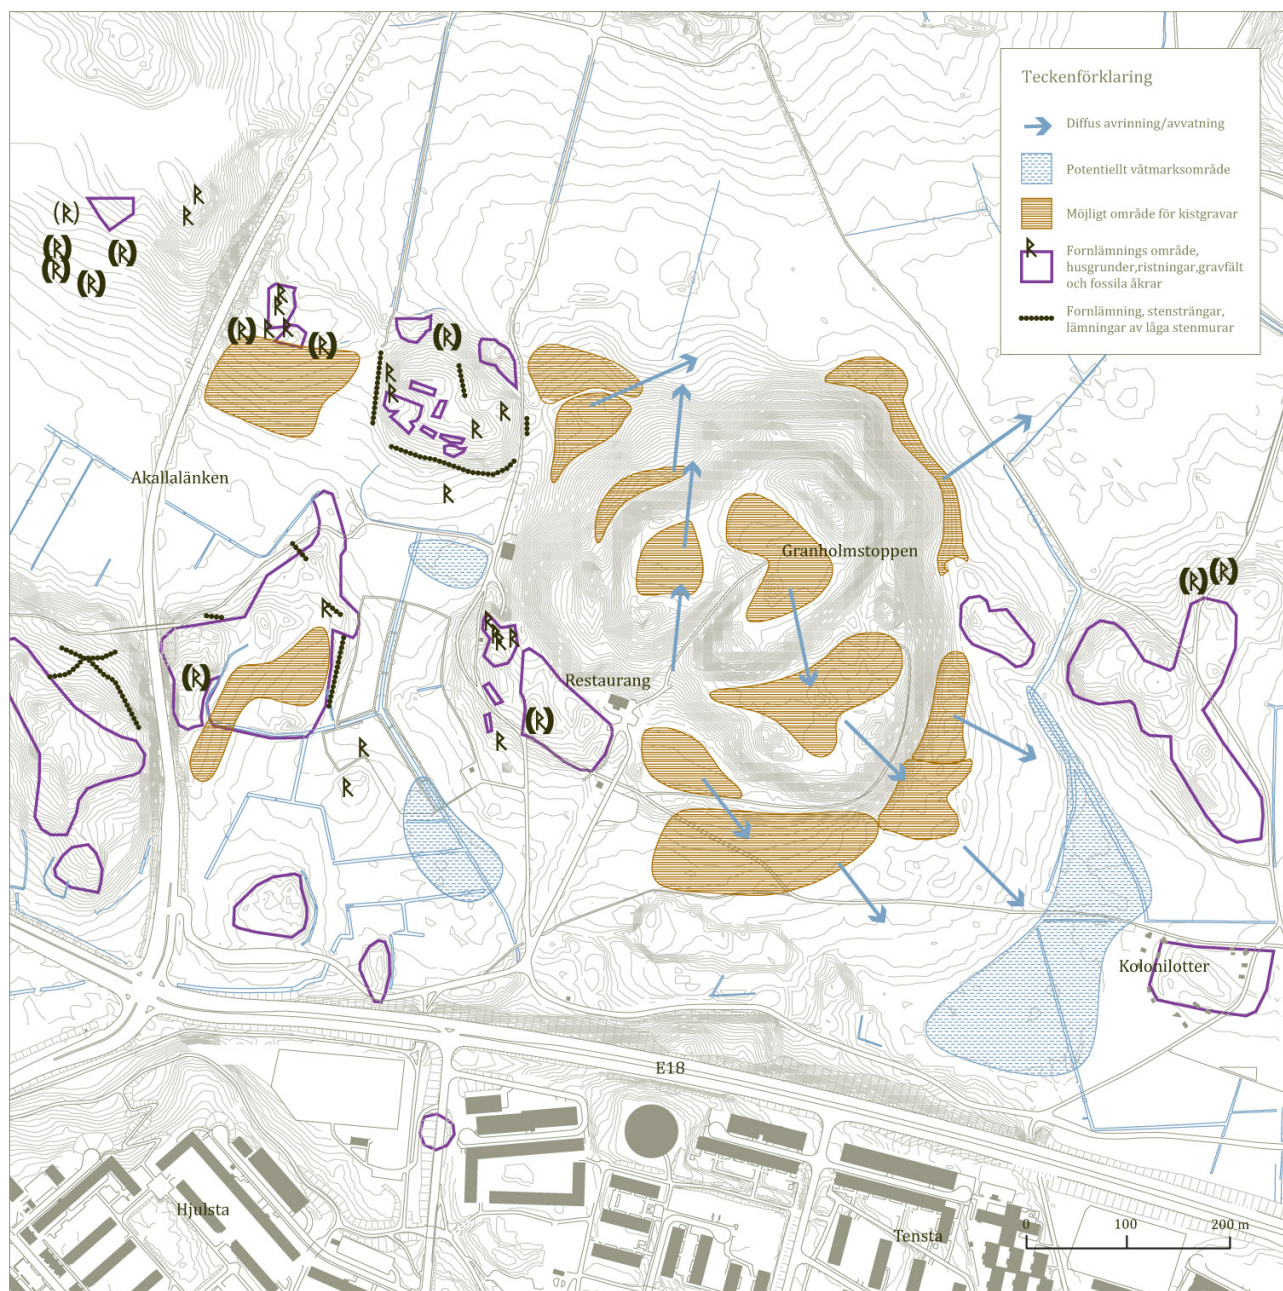 Teckenförklaring
Diffus avrinning/avvatning
Potentiellt våtmarksområde
Möjligt område för kistgravar
Fornlämnings område,
husgrunder,ristningar,gravfält
och fossila åkrar
Fornlämning, stensträngar,
lämningar av låga stenmurar
Akallalänken
Granholmstoppen
Restaurang
Kolonilotter
E18
Hjulsta
Tensta
0 100 200 m